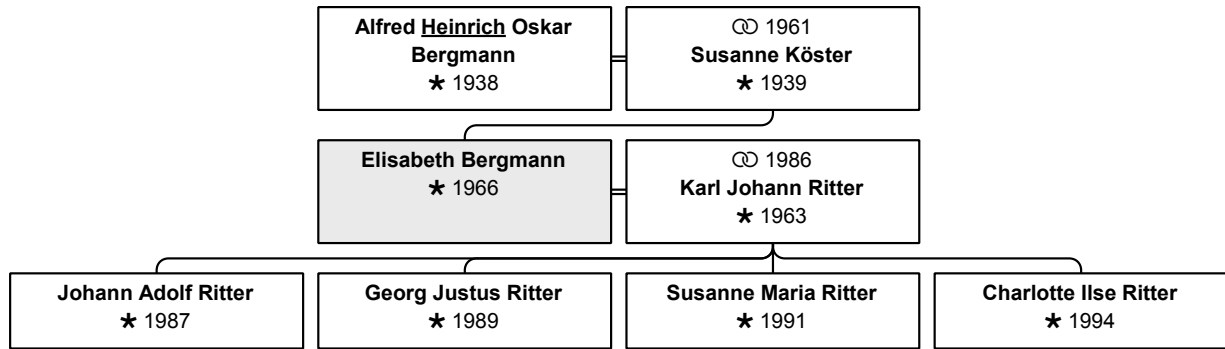 Alfred Heinrich Oskar
Bergmann
★ 1938
⚭ 1961
Susanne Köster
★ 1939
Elisabeth Bergmann
★ 1966
⚭ 1986
Karl Johann Ritter
★ 1963
Johann Adolf Ritter
★ 1987
Georg Justus Ritter
★ 1989
Susanne Maria Ritter
★ 1991
Charlotte Ilse Ritter
★ 1994